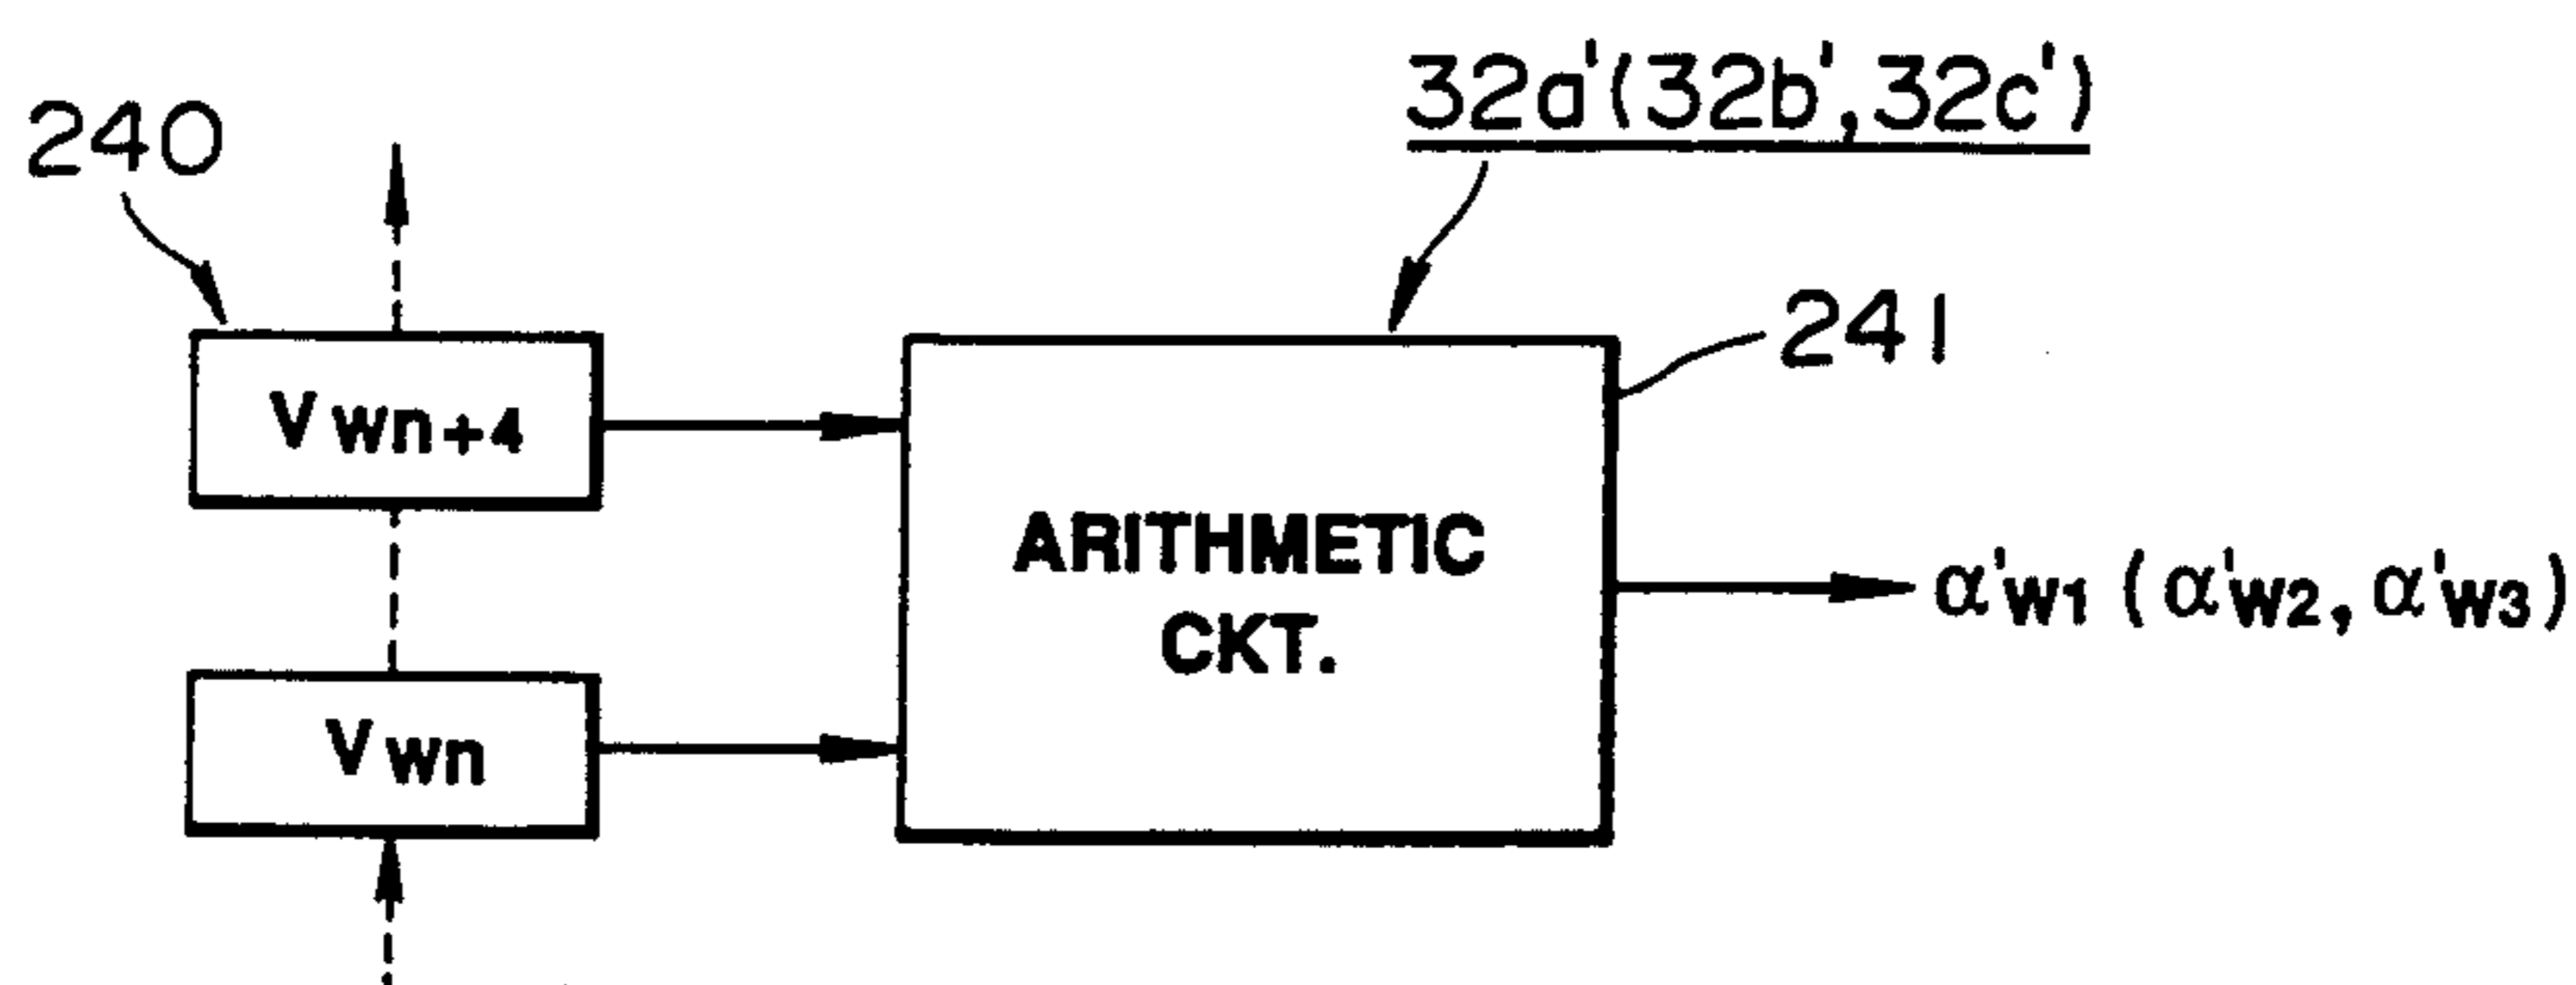 32a'(32b',32c')
240
241
Vwn+4
ARITHMETIC
CKT.
α'w1 (α'w2, α'w3)
Vwn